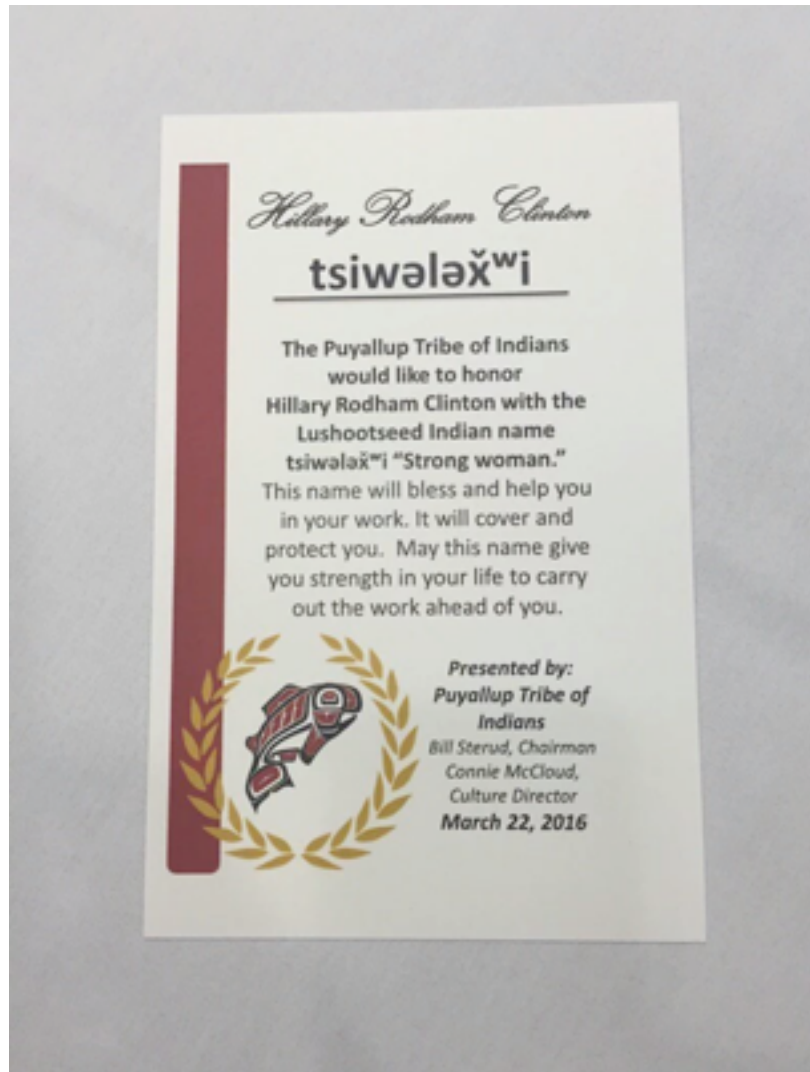 Hillary Rodham Clinton
tsiwələx̌ʷi
The Puyallup Tribe of Indians
would like to honor
Hillary Rodham Clinton with the
Lushootseed Indian name
tsiwələx̌ʷi “Strong woman.”
This name will bless and help you
in your work. It will cover and
protect you. May this name give
you strength in your life to carry
out the work ahead of you.
Presented by:
Puyallup Tribe of
Indians
Bill Sterud, Chairman
Connie McCloud,
Culture Director
March 22, 2016